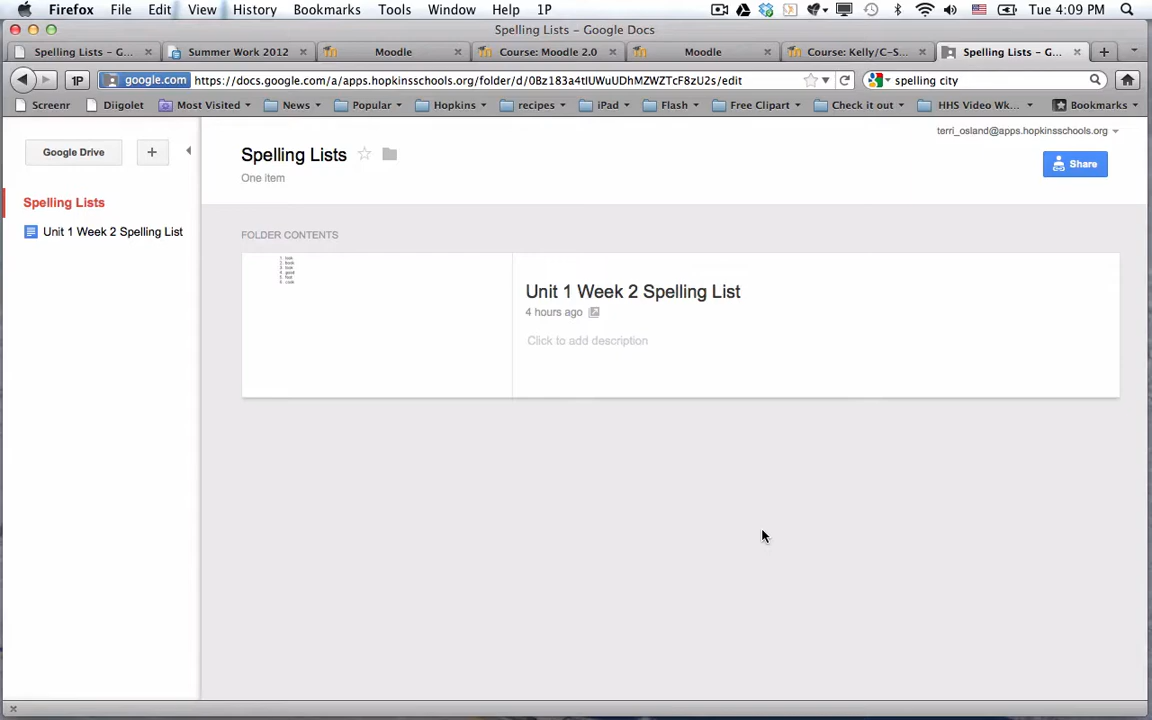 Firefox File Edit View History Bookmarks Tools Window Help 1P Tue 4:09 PM
Spelling Lists – Google Docs
Spelling Lists – G... Summer Work 2012 Moodle Course: Moodle 2.0 Moodle Course: Kelly/C-S... Spelling Lists – G...
1P google.com https://docs.google.com/a/apps.hopkinsschools.org/folder/d/0Bz183a4tlUWuUDhMZWZTcF8zU2s/edit spelling city
Screenr Diigolet Most Visited News Popular Hopkins recipes iPad Flash Free Clipart Check it out HHS Video Wk... Bookmarks
terri_osland@apps.hopkinsschools.org
Google Drive + Spelling Lists
Share
One item
Spelling Lists
Unit 1 Week 2 Spelling List
FOLDER CONTENTS
Unit 1 Week 2 Spelling List
4 hours ago
Click to add description